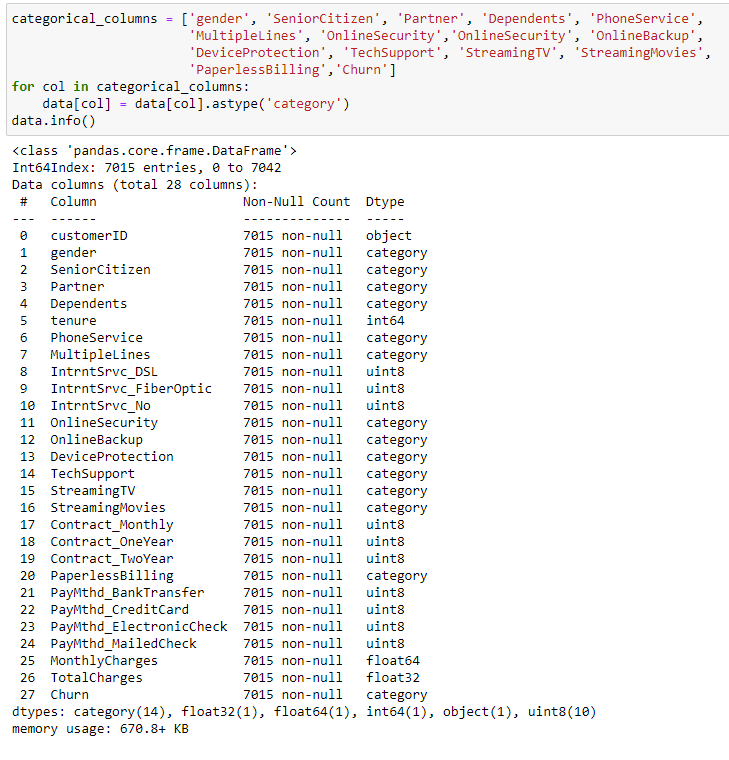 categorical_columns = ['gender', 'SeniorCitizen', 'Partner', 'Dependents', 'PhoneService',
'MultipleLines', 'OnlineSecurity','OnlineSecurity', 'OnlineBackup',
'DeviceProtection', 'TechSupport', 'StreamingTV', 'StreamingMovies',
'PaperlessBilling','Churn']
for col in categorical_columns:
    data[col] = data[col].astype('category')
data.info()
<class 'pandas.core.frame.DataFrame'>
Int64Index: 7015 entries, 0 to 7042
Data columns (total 28 columns):
 #   Column                 Non-Null Count  Dtype
---  ------                 --------------  -----
 0   customerID             7015 non-null   object
 1   gender                 7015 non-null   category
 2   SeniorCitizen          7015 non-null   category
 3   Partner                7015 non-null   category
 4   Dependents             7015 non-null   category
 5   tenure                 7015 non-null   int64
 6   PhoneService           7015 non-null   category
 7   MultipleLines          7015 non-null   category
 8   IntrntSrvc_DSL         7015 non-null   uint8
 9   IntrntSrvc_FiberOptic  7015 non-null   uint8
 10  IntrntSrvc_No          7015 non-null   uint8
 11  OnlineSecurity         7015 non-null   category
 12  OnlineBackup           7015 non-null   category
 13  DeviceProtection       7015 non-null   category
 14  TechSupport            7015 non-null   category
 15  StreamingTV            7015 non-null   category
 16  StreamingMovies        7015 non-null   category
 17  Contract_Monthly       7015 non-null   uint8
 18  Contract_OneYear       7015 non-null   uint8
 19  Contract_TwoYear       7015 non-null   uint8
 20  PaperlessBilling       7015 non-null   category
 21  PayMthd_BankTransfer   7015 non-null   uint8
 22  PayMthd_CreditCard     7015 non-null   uint8
 23  PayMthd_ElectronicCheck  7015 non-null   uint8
 24  PayMthd_MailedCheck    7015 non-null   uint8
 25  MonthlyCharges         7015 non-null   float64
 26  TotalCharges           7015 non-null   float32
 27  Churn                  7015 non-null   category
dtypes: category(14), float32(1), float64(1), int64(1), object(1), uint8(10)
memory usage: 670.8+ KB